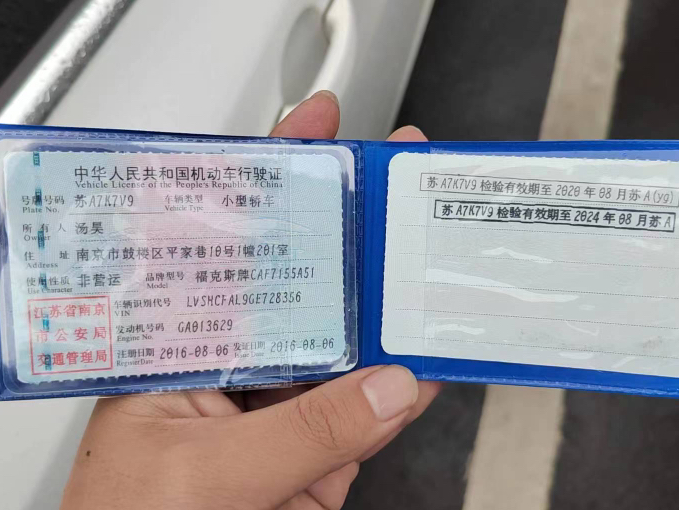 中华人民共和国机动车行驶证
Vehicle License of the People's Republic of China
号牌号码 苏A7K7V9 车辆类型 小型轿车
Plate No. Vehicle Type
所有人 汤昊
Owner
住址 南京市鼓楼区平家巷10号1幢201室
Address
使用性质 非营运 品牌型号 福克斯牌CAF7155A51
Use Character Model
江苏省南京
市公安局
交通管理局
车辆识别代号 LVSHCFAL9GE728356
VIN
发动机号码 GA013629
Engine No.
注册日期 2016-08-06 发证日期 2016-08-06
Register Date Issue Date
苏A7K7V9检验有效期至2020年08月苏A(y9)
苏A7K7V9检验有效期至2024年08月苏A